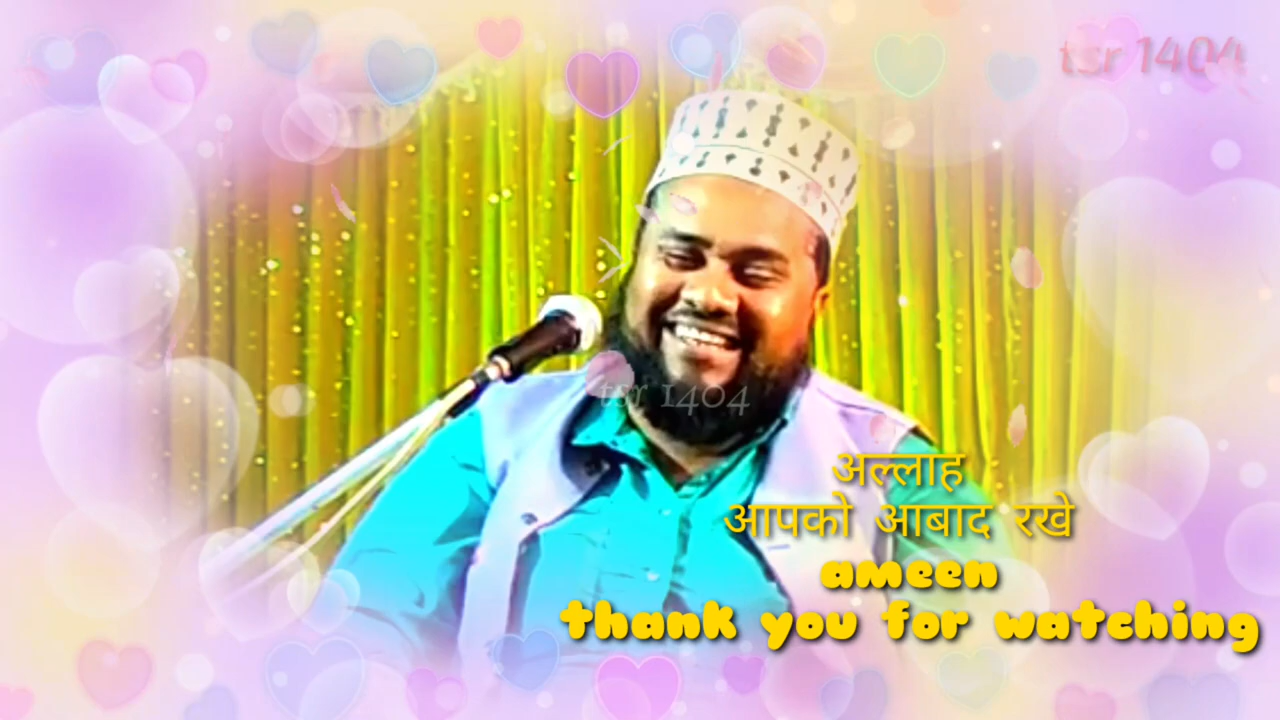 tsr 1404
tsr 1404
अल्लाह
आपको आबाद रखे
ameen
thank you for watching